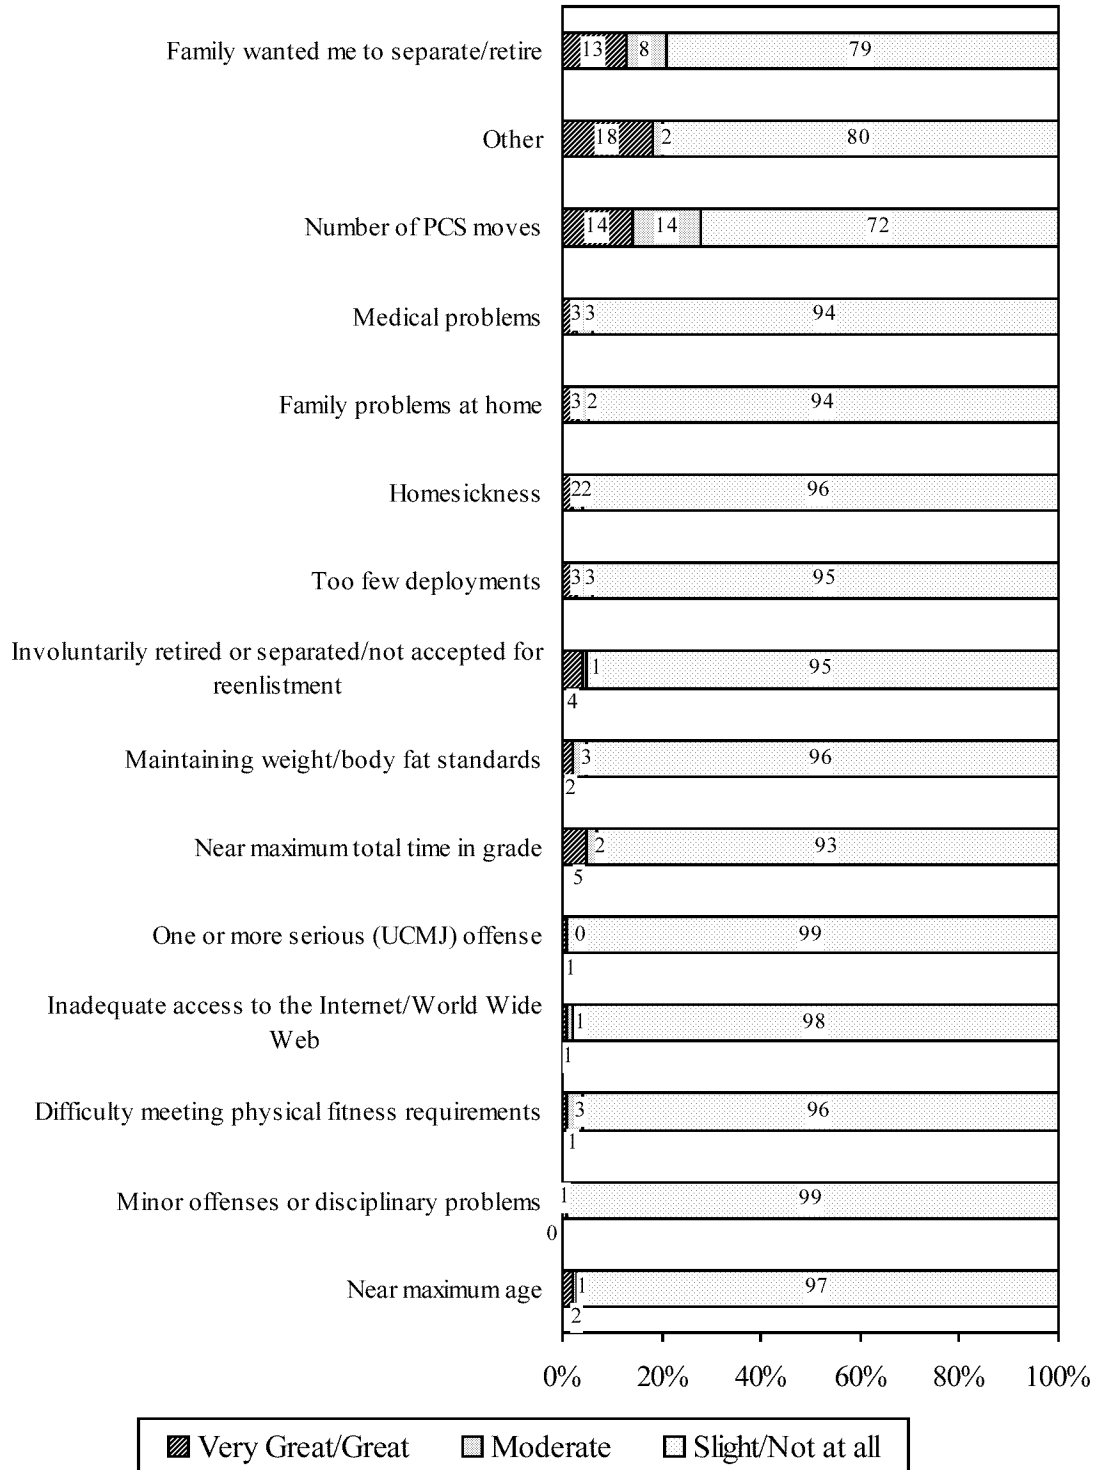 Family wanted me to separate/retire 13 8 79
Other 18 2 80
Number of PCS moves 14 14 72
Medical problems 3 3 94
Family problems at home 3 2 94
Homesickness 2 2 96
Too few deployments 3 3 95
Involuntarily retired or separated/not accepted for
reenlistment 1 95
4
Maintaining weight/body fat standards 3 96
2
Near maximum total time in grade 2 93
5
One or more serious (UCMJ) offense 0 99
1
Inadequate access to the Internet/World Wide
Web 1 98
1
Difficulty meeting physical fitness requirements 3 96
1
Minor offenses or disciplinary problems 1 99
0
Near maximum age 1 97
2
0% 20% 40% 60% 80% 100%
Very Great/Great Moderate Slight/Not at all